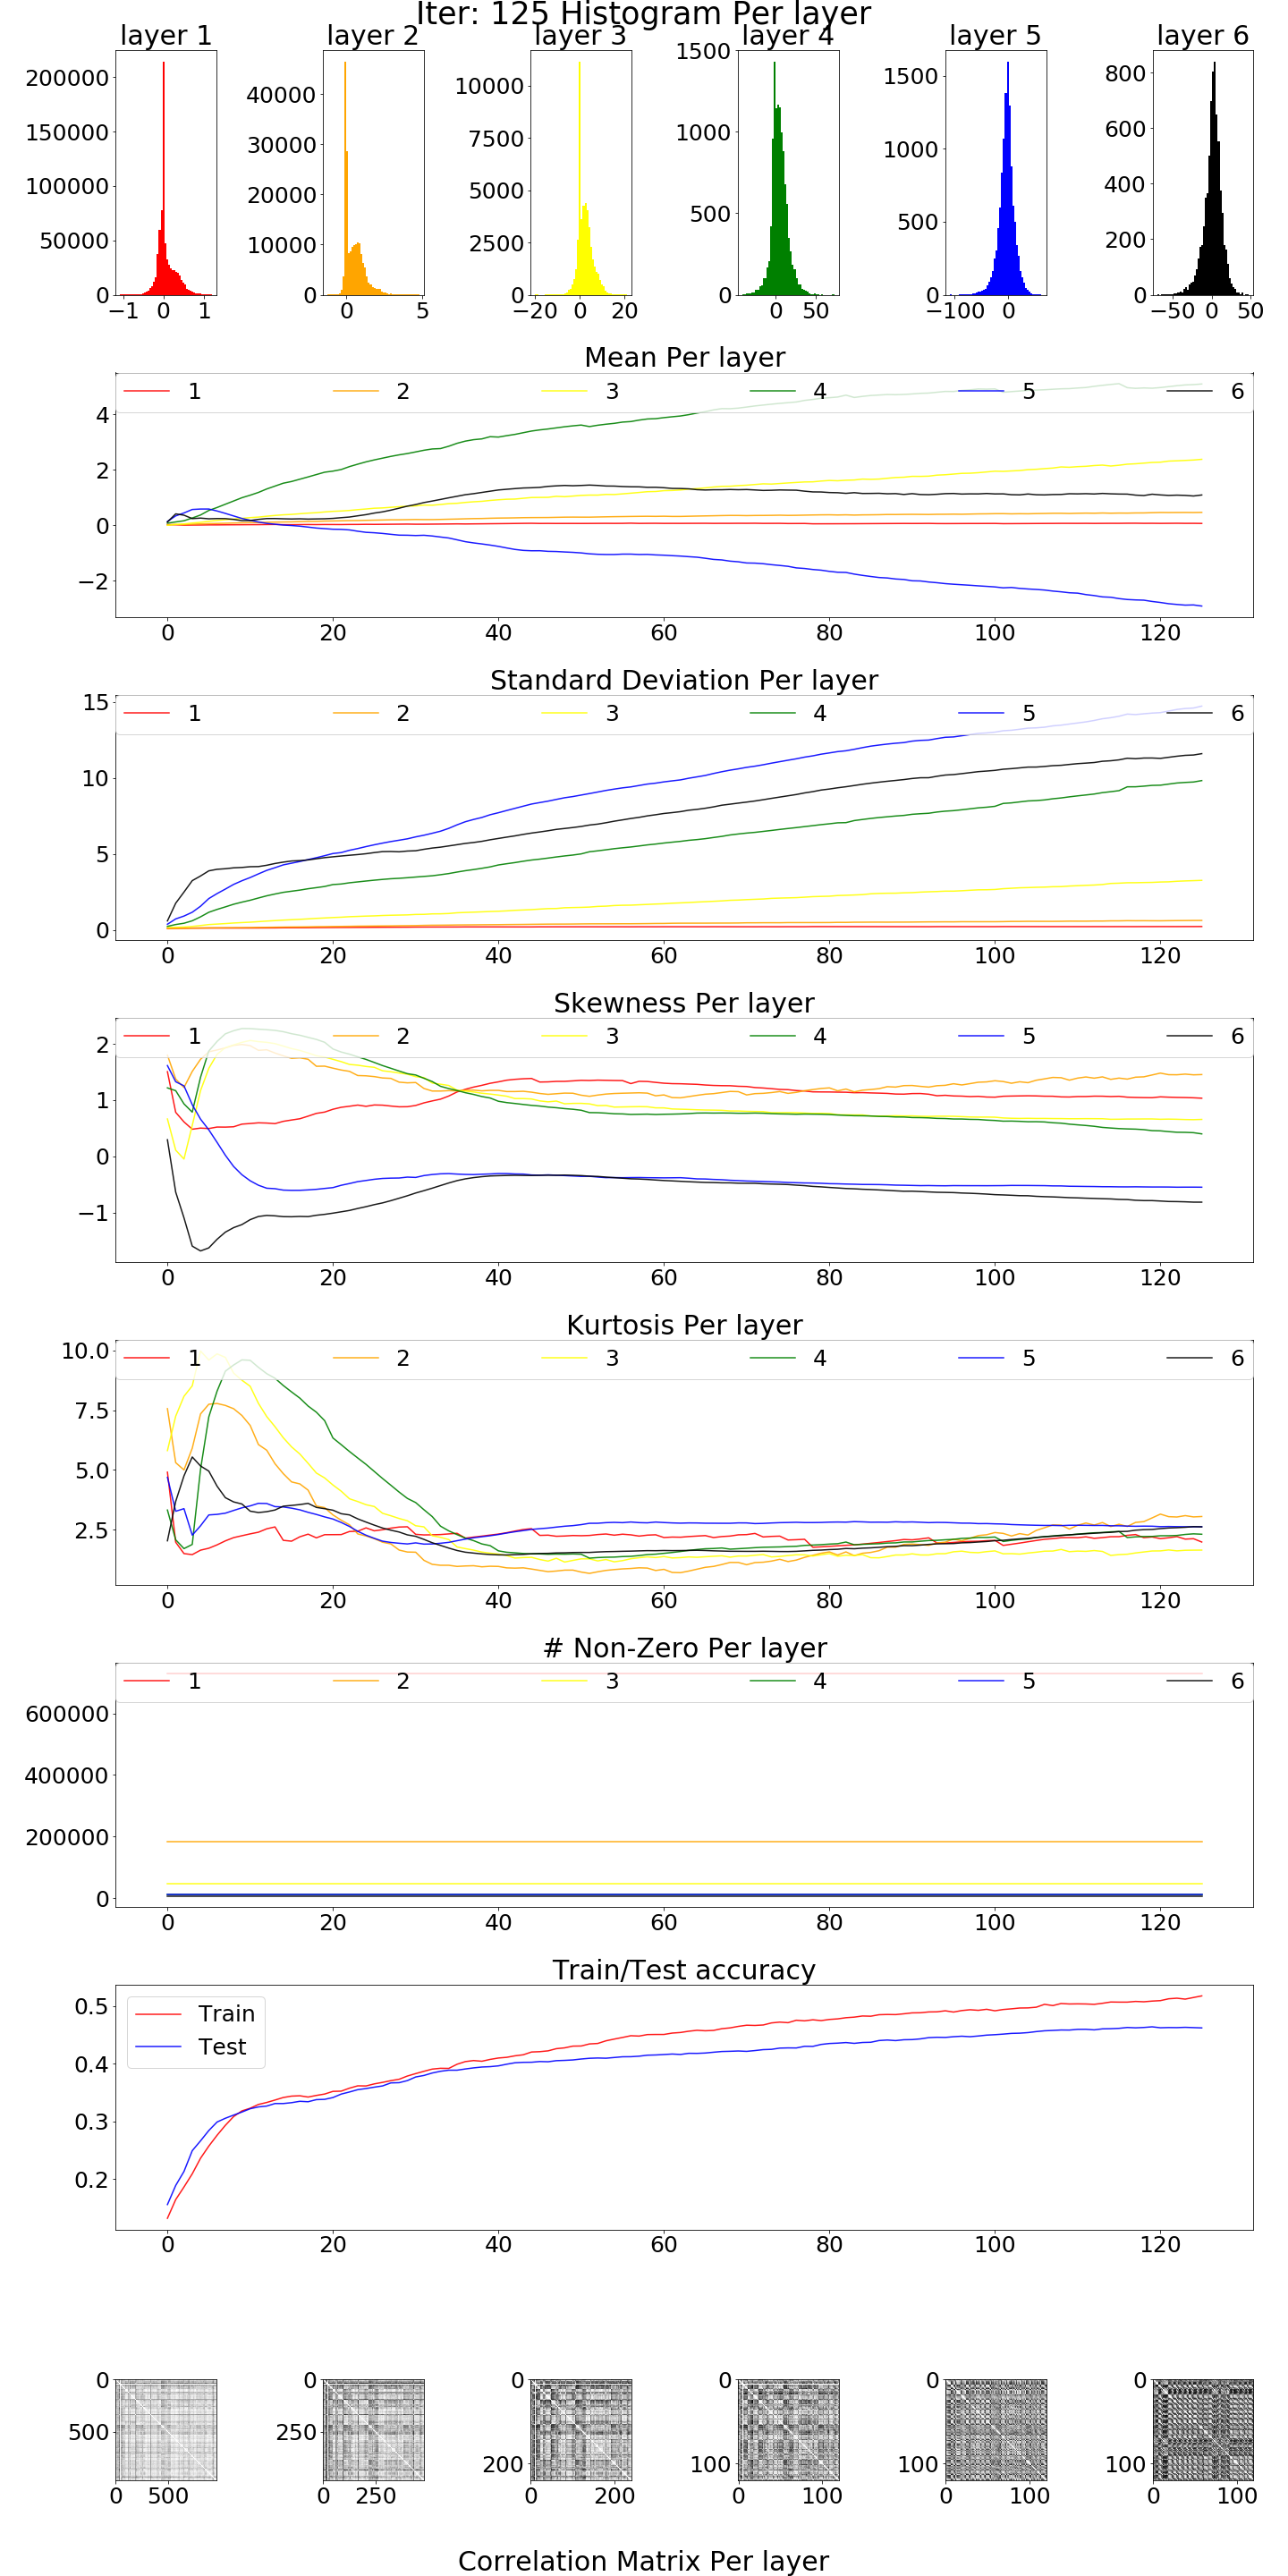 Iter: 125 Histogram Per layer
layer 1 layer 2 layer 3 layer 4 layer 5 layer 6
200000 150000 100000 50000 0
−1 0 1
40000 30000 20000 10000 0
0 5
10000 7500 5000 2500 0
−20 0 20
1500 1000 500 0
0 50
1500 1000 500 0
−100 0
800 600 400 200 0
−50 0 50
Mean Per layer
1 2 3 4 5 6
4
2
0
−2
0 20 40 60 80 100 120
Standard Deviation Per layer
15
1 2 3 4 5 6
10
5
0
0 20 40 60 80 100 120
Skewness Per layer
2
1 2 3 4 5 6
1
0
−1
0 20 40 60 80 100 120
Kurtosis Per layer
10.0
1 2 3 4 5 6
7.5
5.0
2.5
0 20 40 60 80 100 120
# Non-Zero Per layer
1 2 3 4 5 6
600000
400000
200000
0
0 20 40 60 80 100 120
Train/Test accuracy
0.5
Train
Test
0.4
0.3
0.2
0 20 40 60 80 100 120
0 0 0 0 0 0
500 250 200 100 100 100
0 500 0 250 0 200 0 100 0 100 0 100
Correlation Matrix Per layer